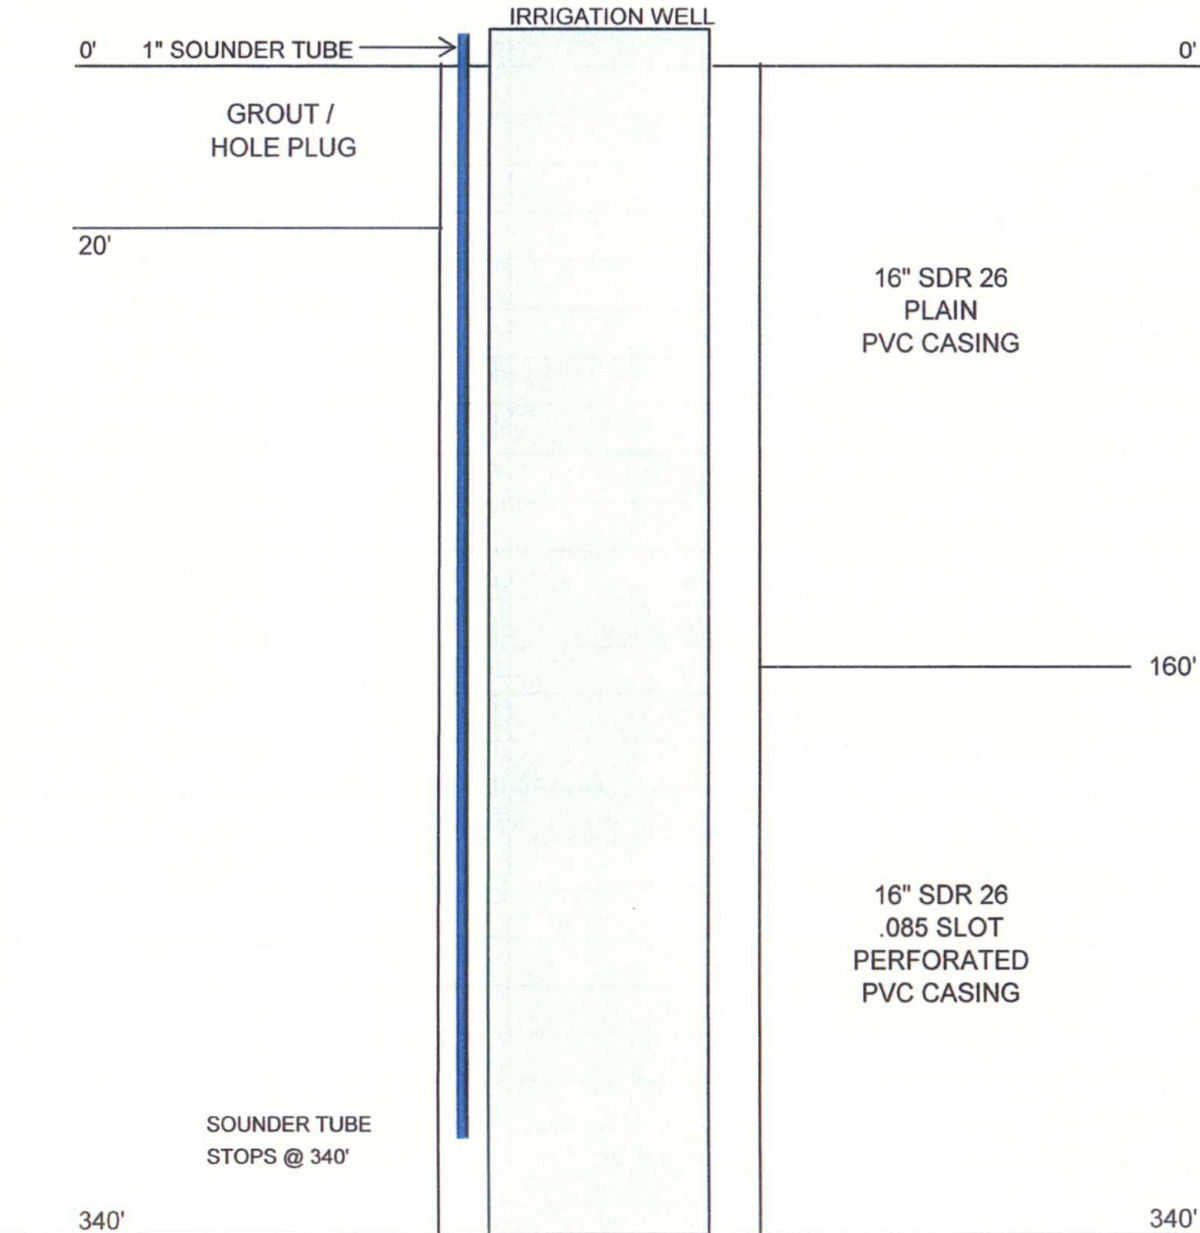 IRRIGATION WELL
0' 1" SOUNDER TUBE 0'
GROUT /
HOLE PLUG
20'
16" SDR 26
PLAIN
PVC CASING
160'
16" SDR 26
.085 SLOT
PERFORATED
PVC CASING
SOUNDER TUBE
STOPS @ 340'
340' 340'